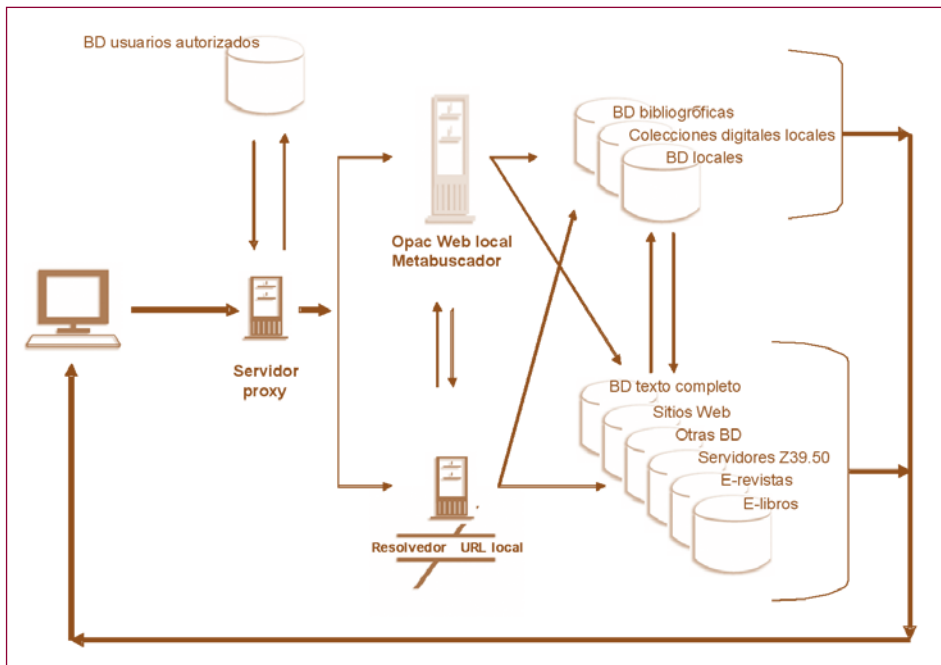 BD usuarios autorizados
BD bibliogróficas
Colecciones digitales locales
BD locales
Opac Web local
Metabuscador
Servidor
proxy
BD texto completo
Sitios Web
Otras BD
Servidores Z39.50
E-revistas
E-libros
Resolvedor URL local